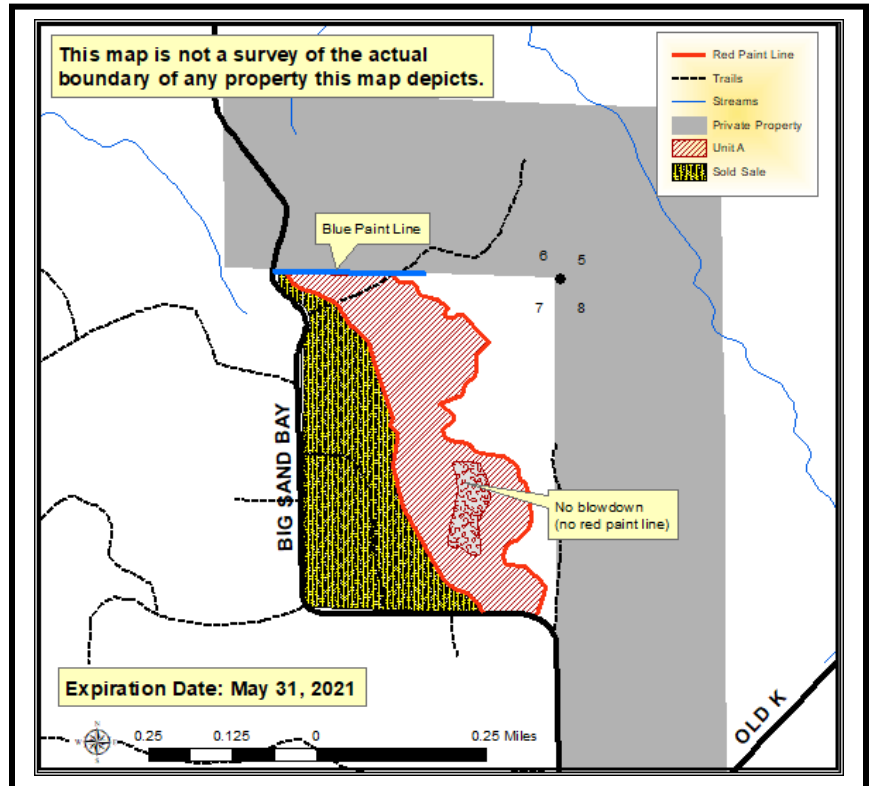 This map is not a survey of the actual
boundary of any property this map depicts.
Red Paint Line
Trails
Streams
Private Property
Unit A
Sold Sale
Blue Paint Line
6 5
7 8
BIG SAND BAY
No blowdown
(no red paint line)
Expiration Date: May 31, 2021
OLD K
N
W E
S
0.25 0.125 0 0.25 Miles